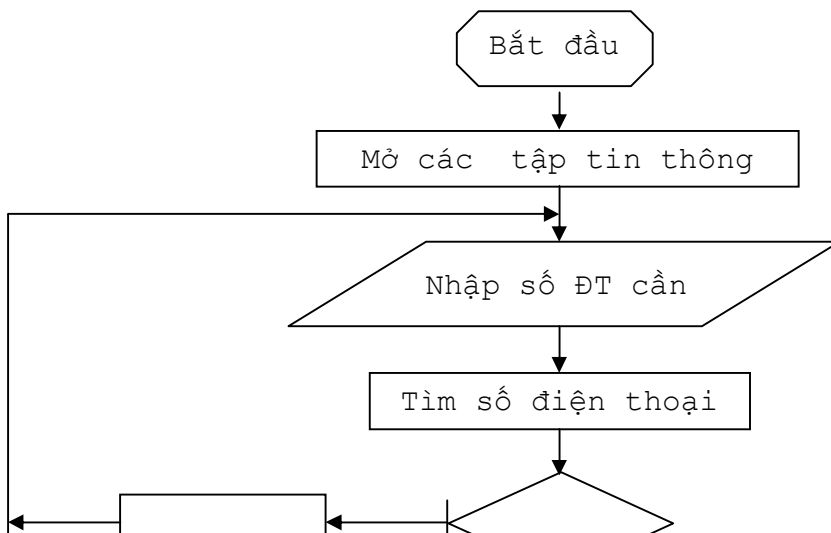 Bắt đầu
Mở các tập tin thông
Nhập số ĐT cần
Tìm số điện thoại